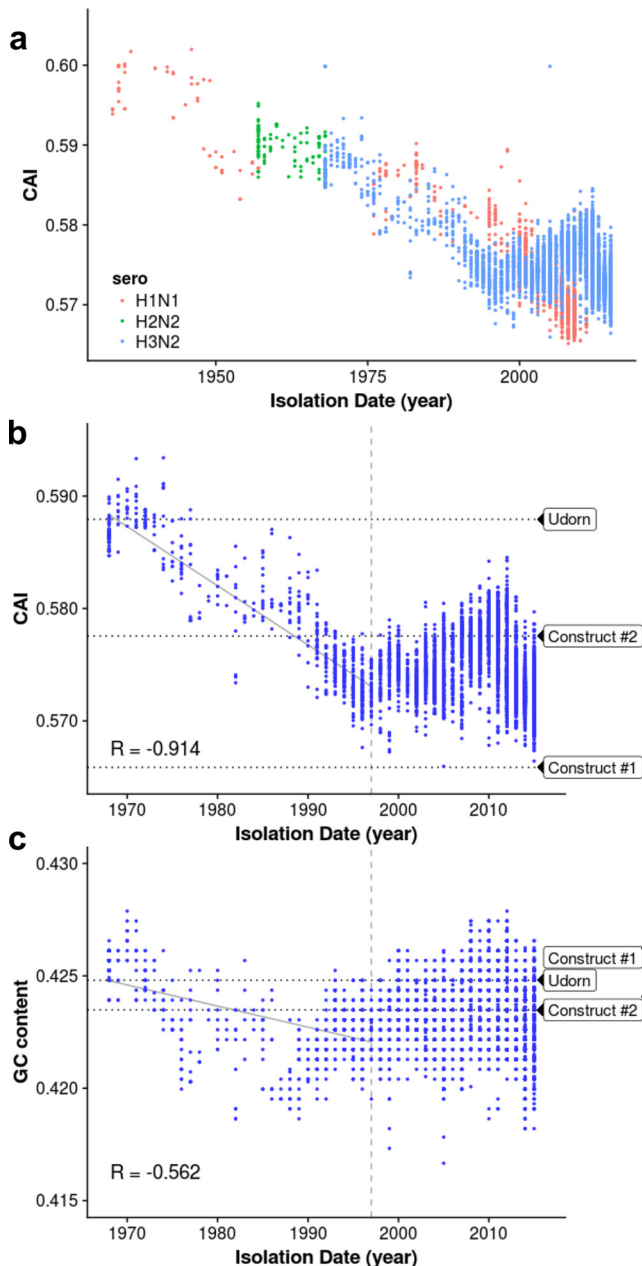 a
0.60
0.59
0.58
0.57
CAI
sero
H1N1
H2N2
H3N2
1950 1975 2000
Isolation Date (year)
b
0.590
0.580
0.570
CAI
Udorn
Construct #2
Construct #1
R = -0.914
1970 1980 1990 2000 2010
Isolation Date (year)
c
0.430
0.425
0.420
0.415
GC content
Construct #1
Udorn
Construct #2
R = -0.562
1970 1980 1990 2000 2010
Isolation Date (year)